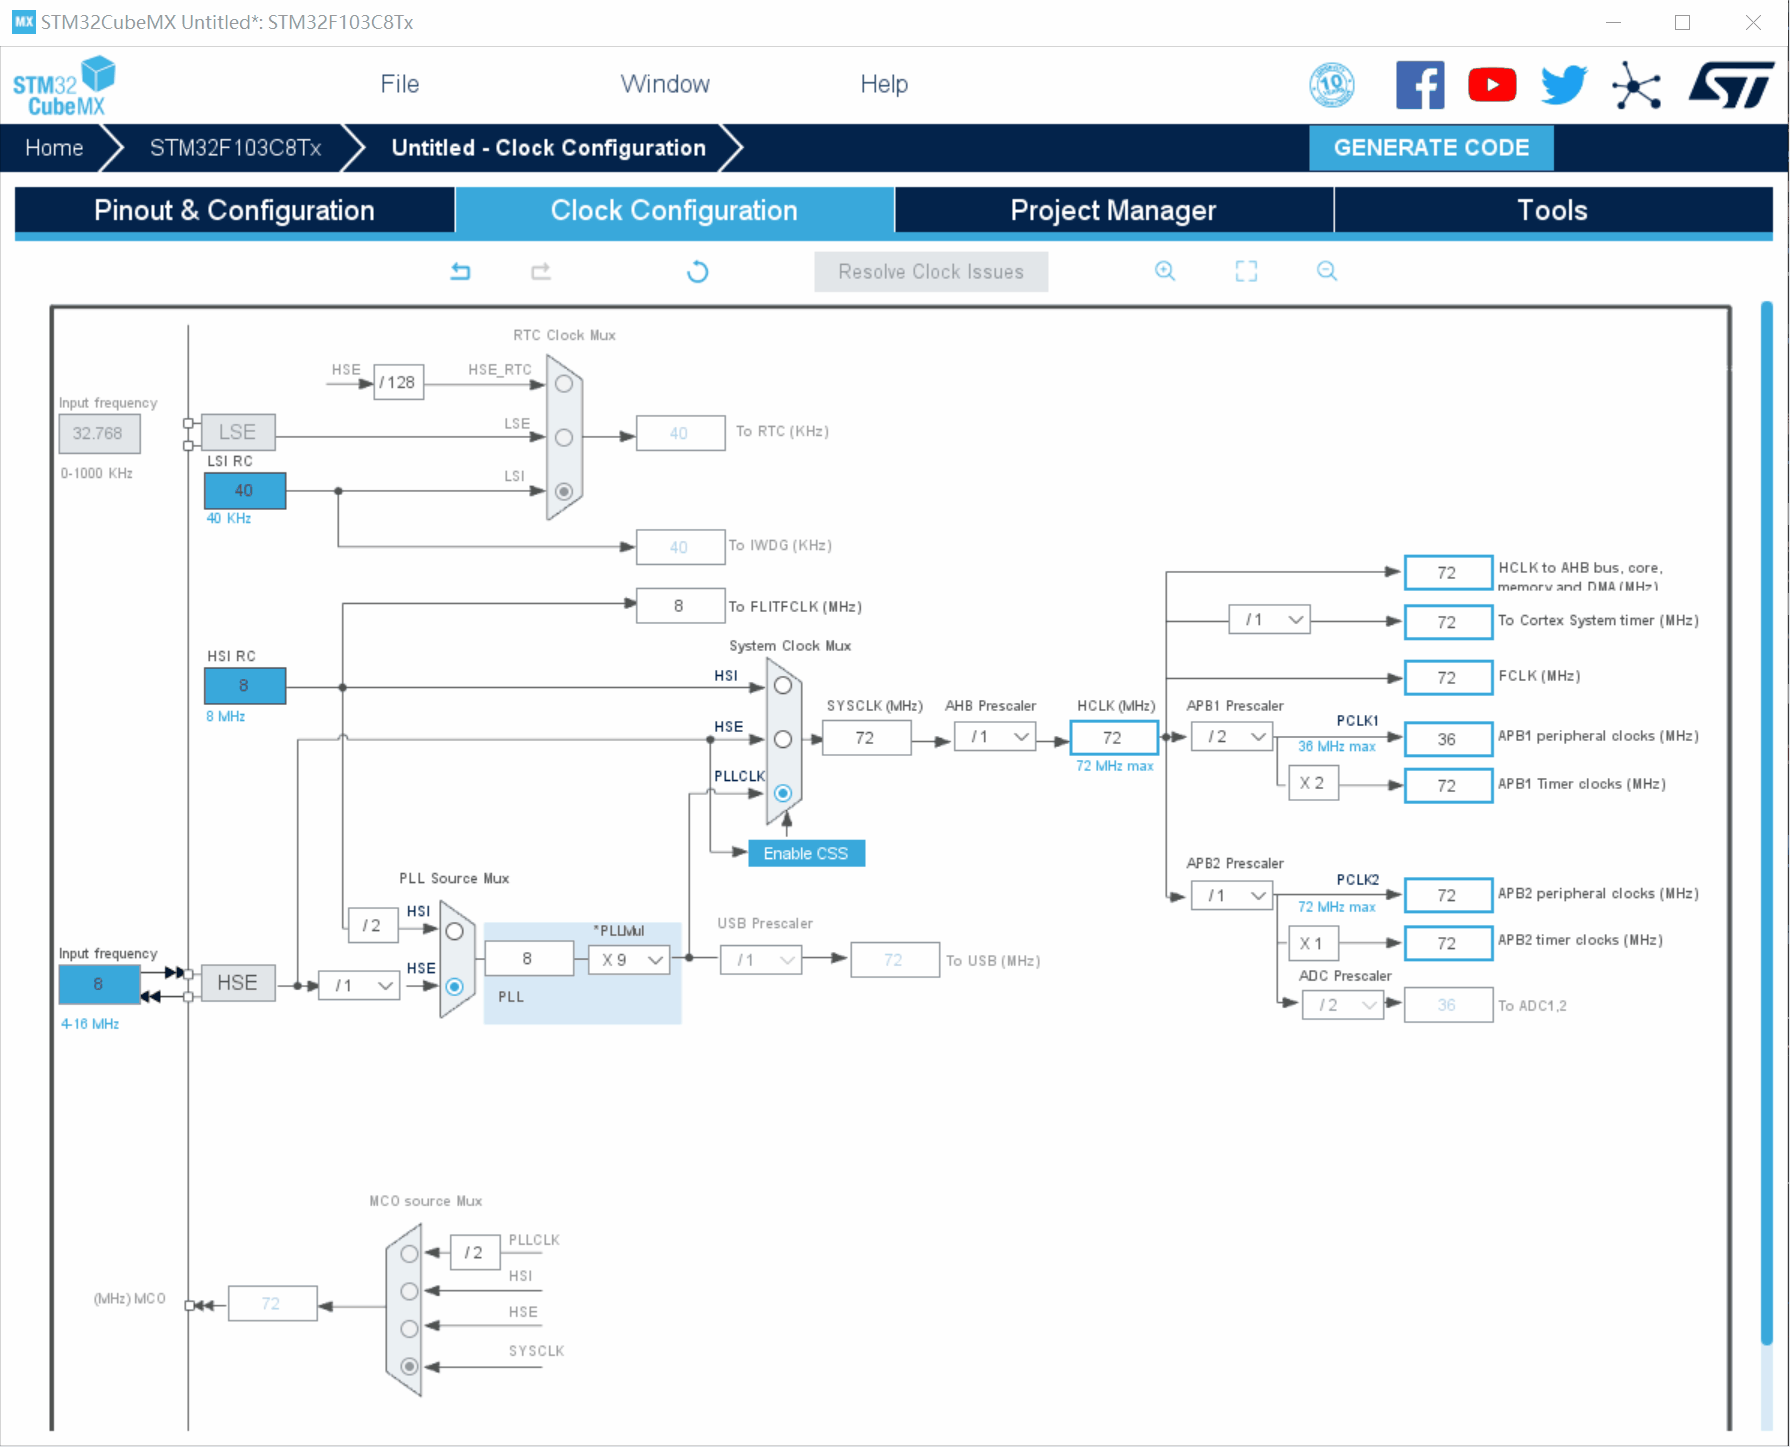 MX STM32CubeMX Untitled*: STM32F103C8Tx
STM32
CubeMX
File Window Help
10
Home STM32F103C8Tx Untitled - Clock Configuration GENERATE CODE
Pinout & Configuration Clock Configuration Project Manager Tools
Resolve Clock Issues
RTC Clock Mux
HSE / 128 HSE_RTC
Input frequency
32.768 LSE LSE 40 To RTC (KHz)
0-1000 KHz
LSI RC
40 LSI
40 KHz
40 To IWDG (KHz)
8 To FLITFCLK (MHz)
HCLK to AHB bus, core,
72 memory and DMA (MHz)
/ 1 72 To Cortex System timer (MHz)
System Clock Mux
HSI RC
8 HSI 72 FCLK (MHz)
8 MHz
SYSCLK (MHz) AHB Prescaler HCLK (MHz) APB1 Prescaler
HSE 72 / 1 72 / 2 PCLK1 36 APB1 peripheral clocks (MHz)
72 MHz max 36 MHz max
PLLCLK X 2 72 APB1 Timer clocks (MHz)
Enable CSS
APB2 Prescaler
PLL Source Mux
/ 1 PCLK2 72 APB2 peripheral clocks (MHz)
72 MHz max
/ 2 HSI *PLLMul USB Prescaler
X 1 72 APB2 timer clocks (MHz)
Input frequency 8 X 9 / 1 72 To USB (MHz)
8 HSE / 1 HSE PLL
ADC Prescaler
/ 2 36 To ADC1,2
4-16 MHz
MCO source Mux
/ 2 PLLCLK
HSI
(MHz) MCO 72
HSE
SYSCLK